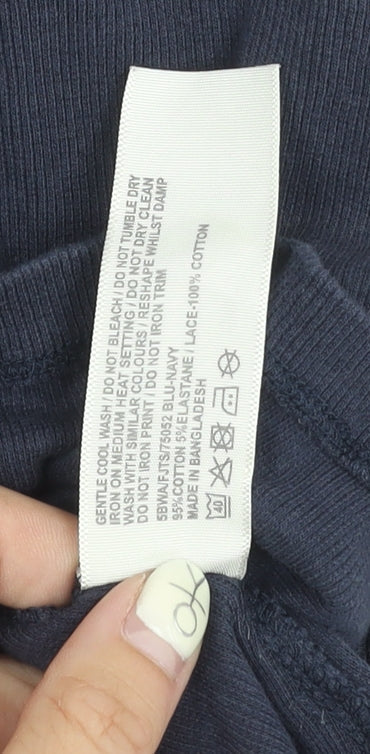 GENTLE COOL WASH / DO NOT BLEACH / DO NOT TUMBLE DRY
IRON ON MEDIUM HEAT SETTING / DO NOT DRY CLEAN
WASH WITH SIMILAR COLOURS / RESHAPE WHILST DAMP
DO NOT IRON PRINT / DO NOT IRON TRIM
5BWA/FJTS/75052 BLU-NAVY
95%COTTON 5%ELASTANE / LACE-100% COTTON
MADE IN BANGLADESH
40